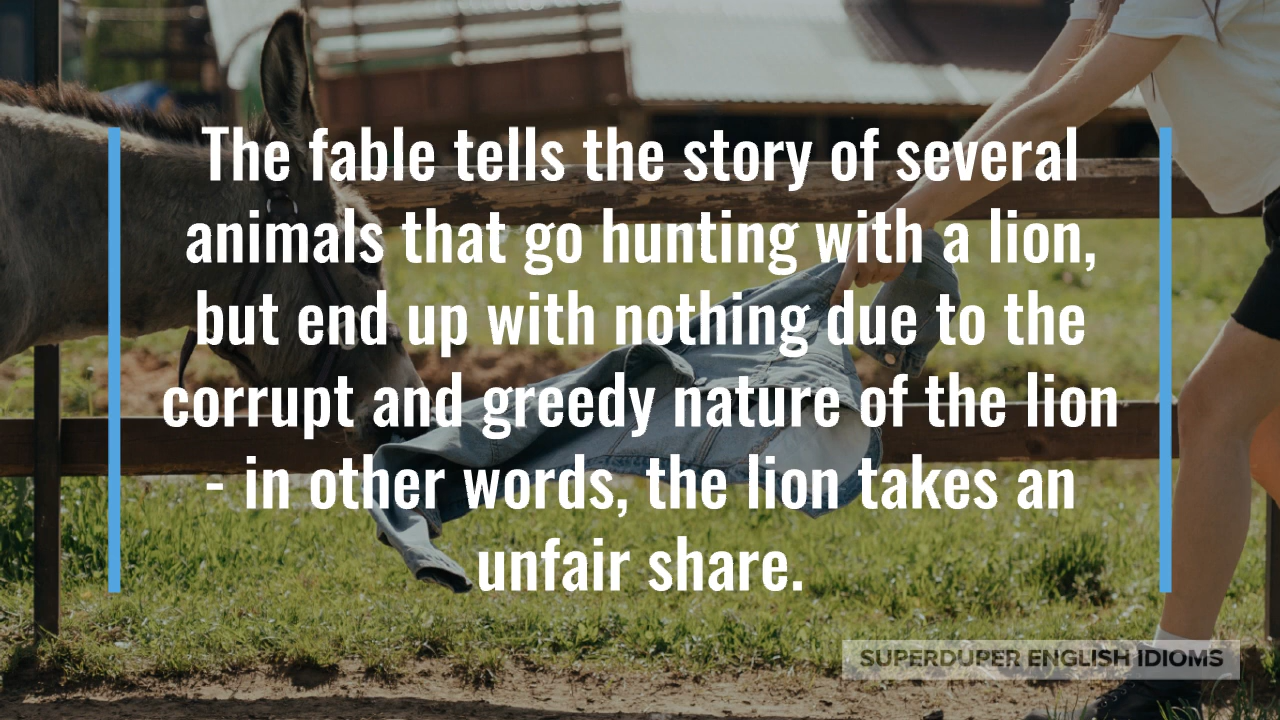 The fable tells the story of several
animals that go hunting with a lion,
but end up with nothing due to the
corrupt and greedy nature of the lion
- in other words, the lion takes an
unfair share.
SUPERDUPER ENGLISH IDIOMS